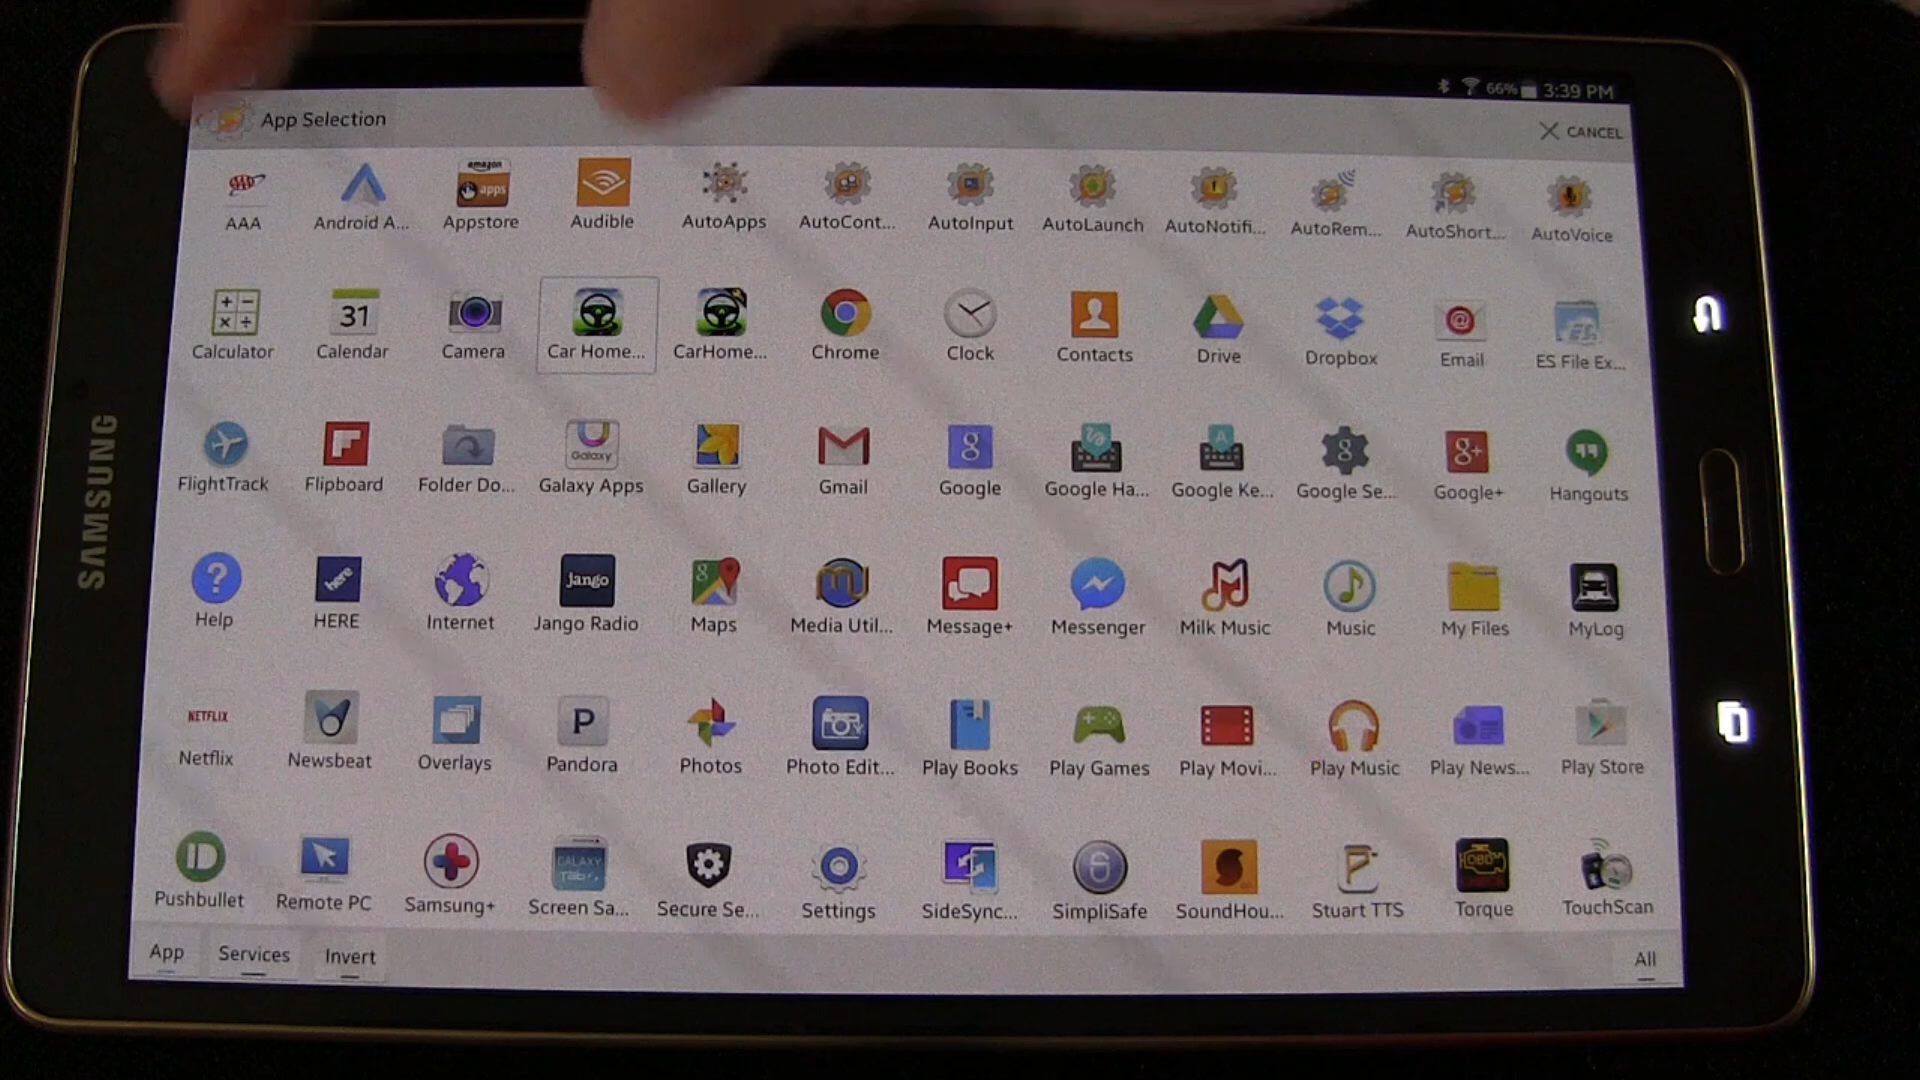 66% 3:39 PM
App Selection
CANCEL
amazon
apps
AAA Android A... Appstore Audible AutoApps AutoCont... AutoInput AutoLaunch AutoNotifi... AutoRem... AutoShort... AutoVoice
31
Calculator Calendar Camera Car Home... CarHome... Chrome Clock Contacts Drive Dropbox Email ES File Ex...
Galaxy
FlightTrack Flipboard Folder Do... Galaxy Apps Gallery Gmail Google Google Ha... Google Ke... Google Se... Google+ Hangouts
here jango
Help HERE Internet Jango Radio Maps Media Util... Message+ Messenger Milk Music Music My Files MyLog
NETFLIX
Netflix Newsbeat Overlays Pandora Photos Photo Edit... Play Books Play Games Play Movi... Play Music Play News... Play Store
GALAXY
Tab S
OBD
Pushbullet Remote PC Samsung+ Screen Sa... Secure Se... Settings SideSync... SimpliSafe SoundHou... Stuart TTS Torque TouchScan
App Services Invert All
SAMSUNG